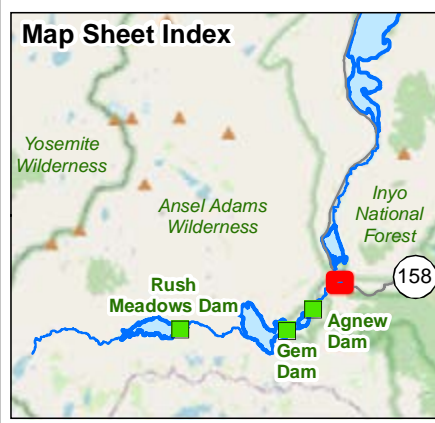 Map Sheet Index
Yosemite
Wilderness
Ansel Adams
Wilderness
Inyo
National
Forest
158
Rush
Meadows Dam
Agnew
Dam
Gem
Dam